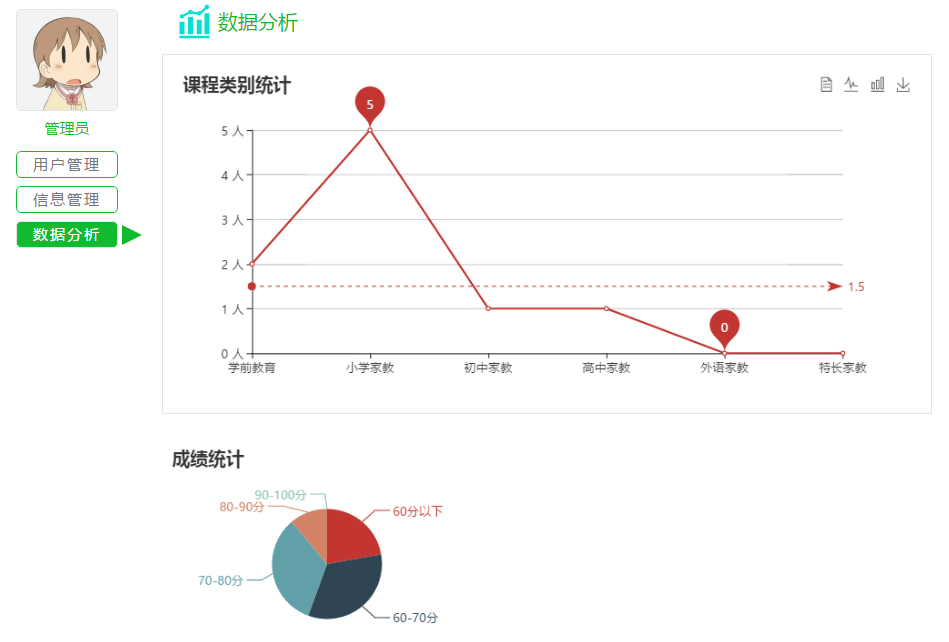 数据分析
管理员
用户管理
信息管理
数据分析
课程类别统计
5
5 人
4 人
3 人
2 人
1.5
1 人
0
0 人
学前教育 小学家教 初中家教 高中家教 外语家教 特长家教
成绩统计
90-100分
80-90分
60分以下
70-80分
60-70分